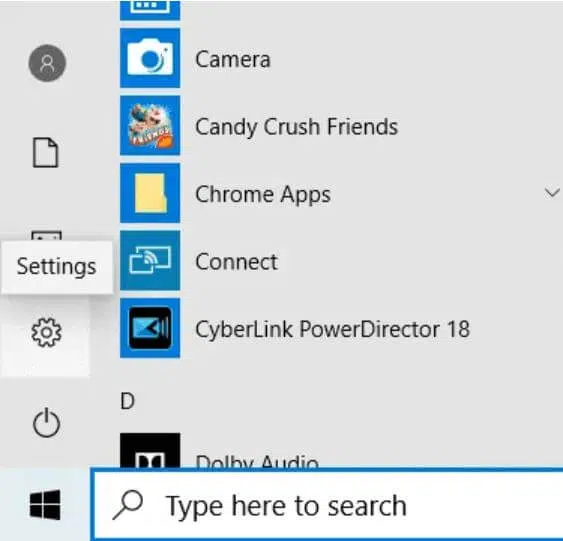 Camera
Candy Crush Friends
Chrome Apps
Settings
Connect
CyberLink PowerDirector 18
D
Dolby Audio
Type here to search